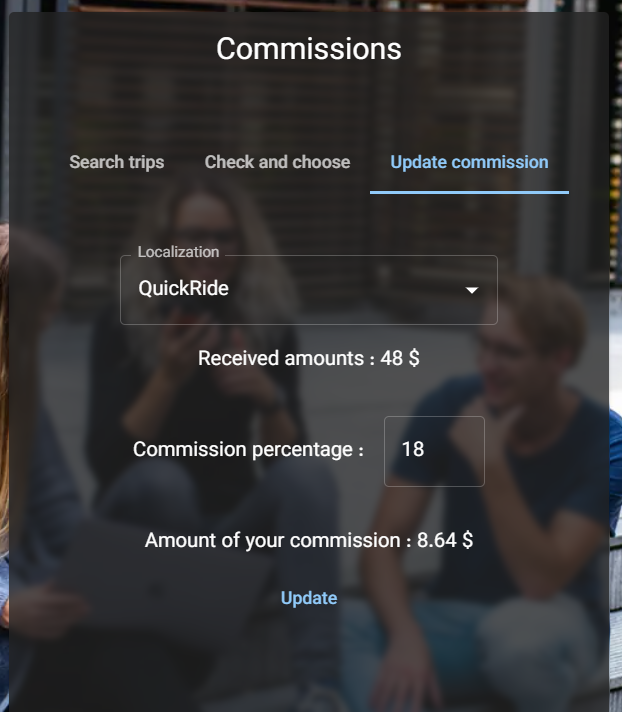 Commissions
Search trips Check and choose Update commission
Localization
QuickRide
Received amounts : 48 $
Commission percentage : 18
Amount of your commission : 8.64 $
Update